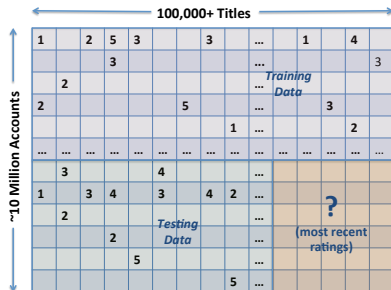 100,000+ Titles
~10 Million Accounts
1 2 5 3 3 ... 1 4
3 ... 3
Training
2 ...
Data
2 5 ... 3
1 ... 2
... ... ... ... ... ... ... ... ... ... ... ... ... ...
3 4 ...
1 3 4 3 4 2 ...
?
2 ...
Testing
(most recent
Data
ratings)
2 ...
5 ...
5 ...